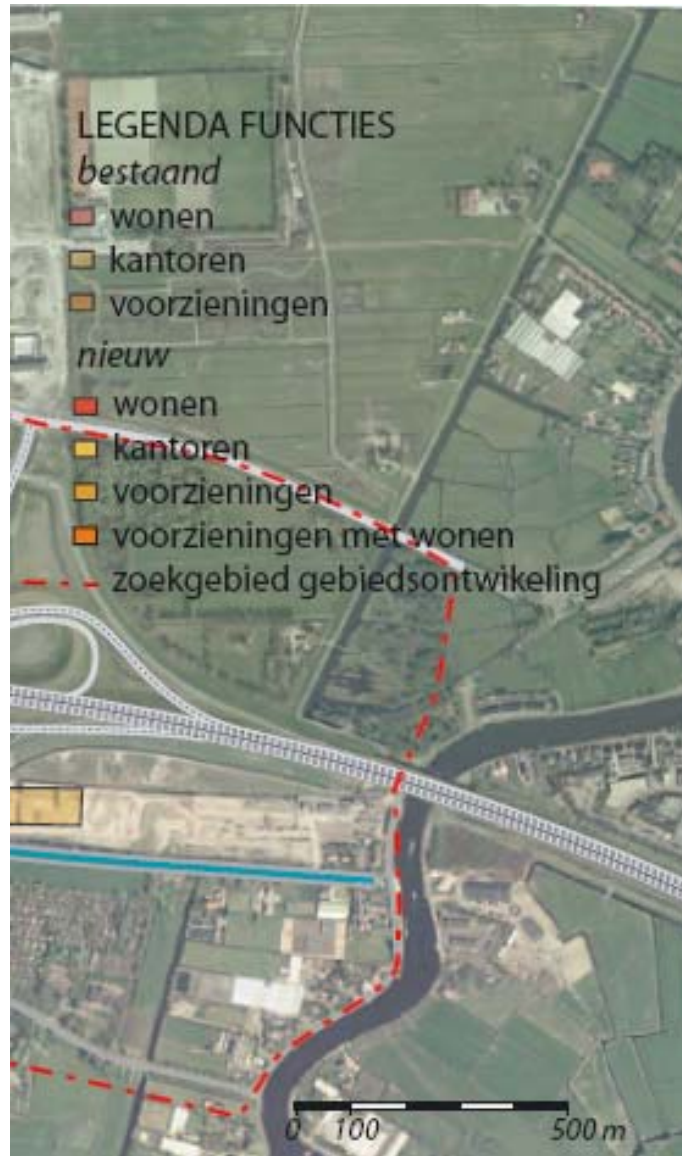 LEGENDA FUNCTIES
bestaand
wonen
kantoren
voorzieningen
nieuw
wonen
kantoren
voorzieningen
voorzieningen met wonen
zoekgebied gebiedsontwikeling
0 100 500 m